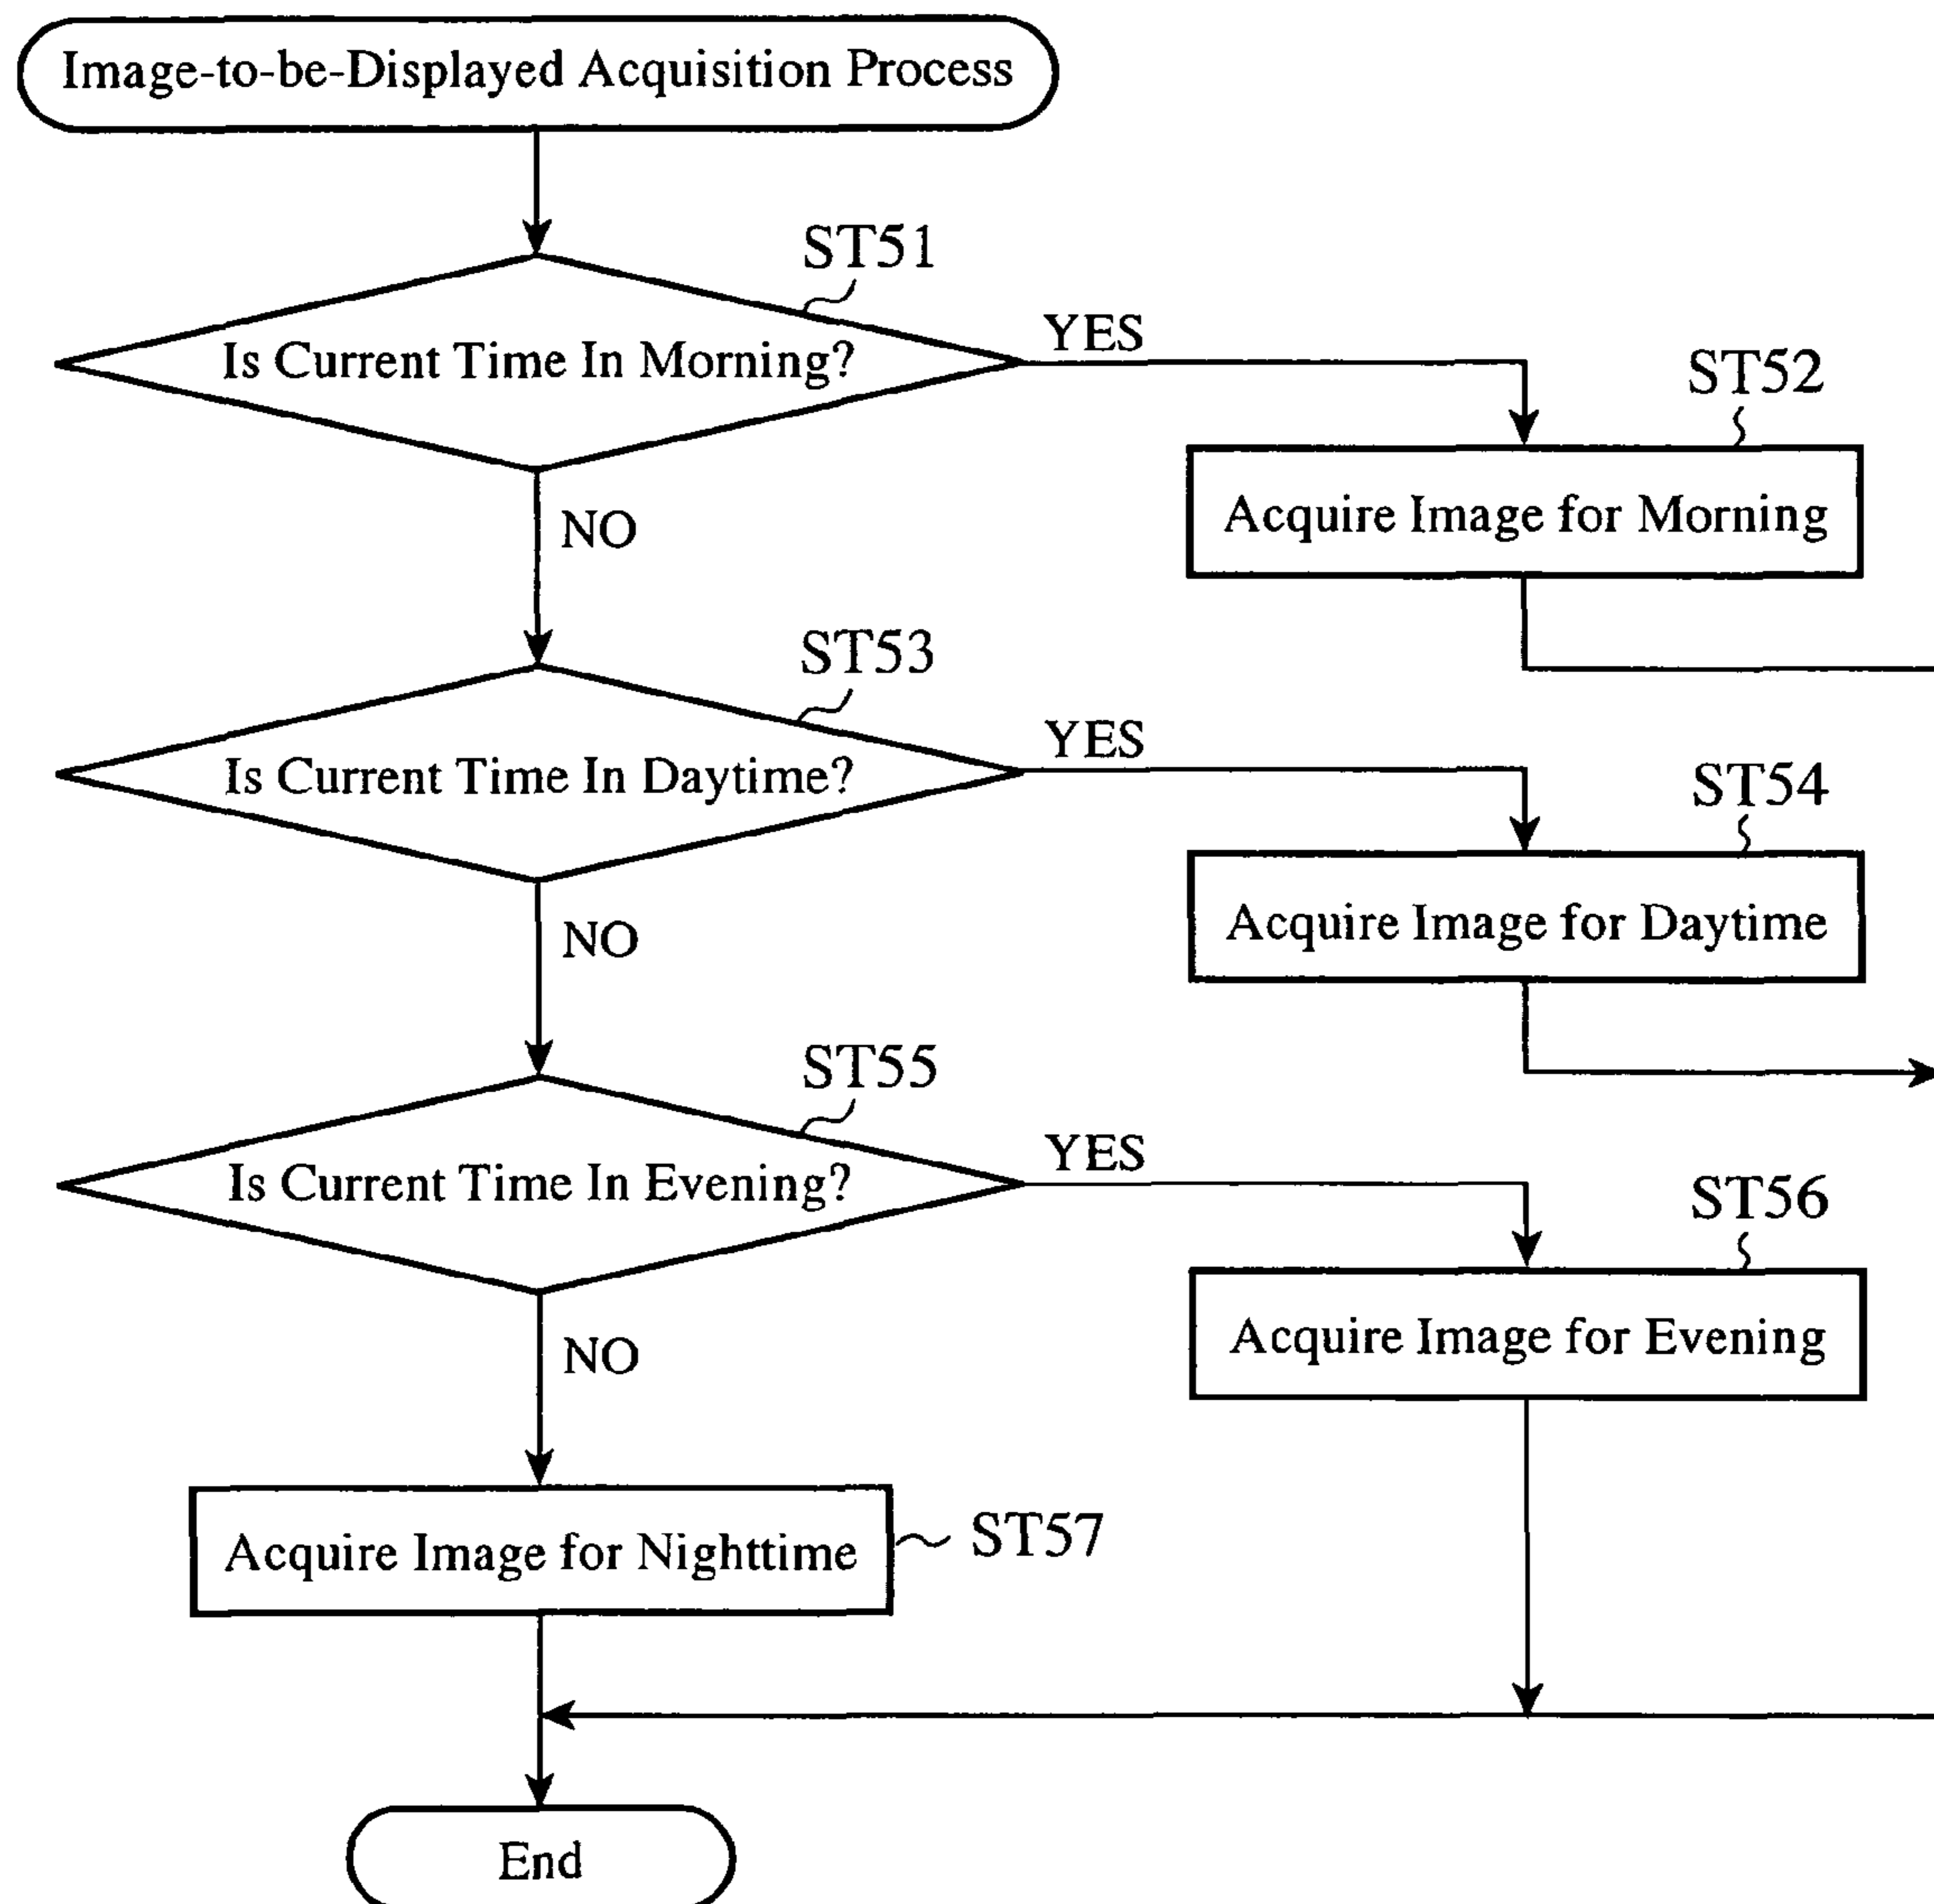 Image-to-be-Displayed Acquisition Process
ST51
Is Current Time In Morning?
YES
ST52
Acquire Image for Morning
NO
ST53
Is Current Time In Daytime?
YES
ST54
Acquire Image for Daytime
NO
ST55
Is Current Time In Evening?
YES
ST56
Acquire Image for Evening
NO
Acquire Image for Nighttime
ST57
End